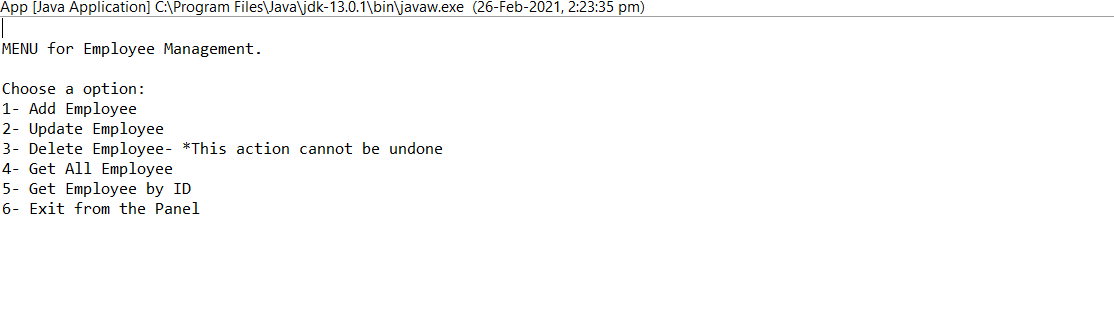 App [Java Application] C:\Program Files\Java\jdk-13.0.1\bin\javaw.exe (26-Feb-2021, 2:23:35 pm)
MENU for Employee Management.
Choose a option:
1- Add Employee
2- Update Employee
3- Delete Employee- *This action cannot be undone
4- Get All Employee
5- Get Employee by ID
6- Exit from the Panel